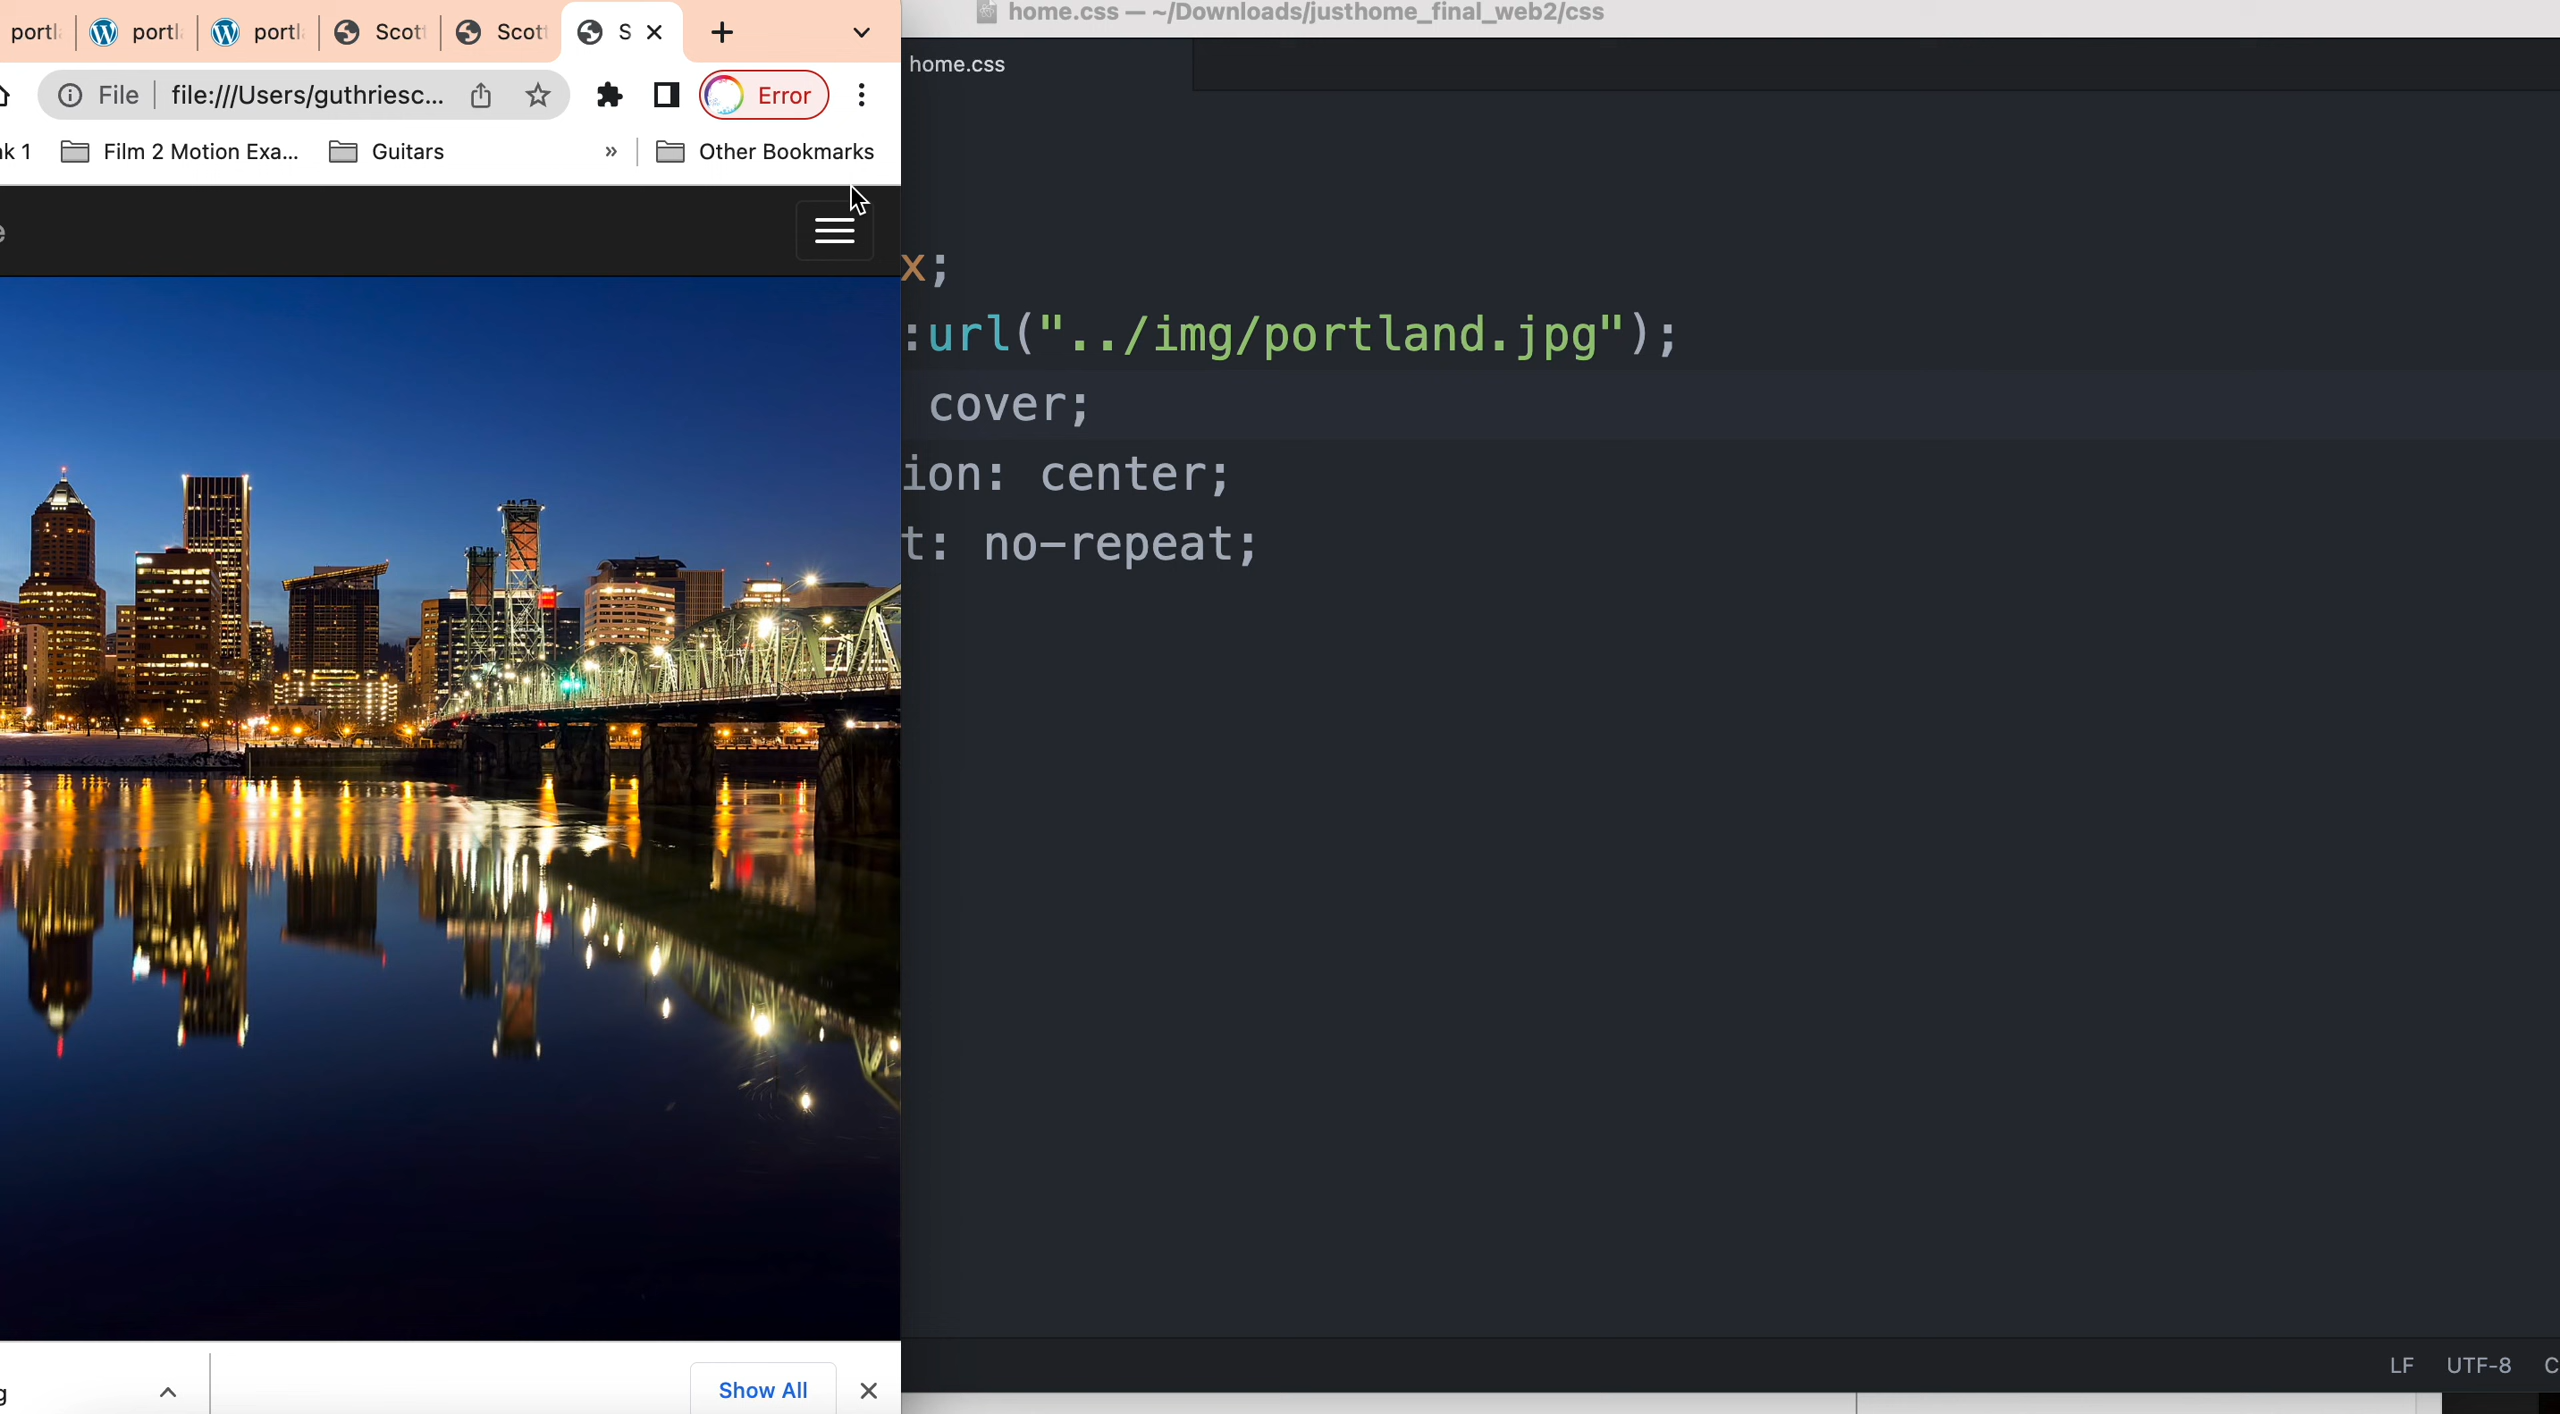 portl
portl
portl
Scott
Scott
S
File
file:///Users/guthriesc...
Error
nk 1
Film 2 Motion Exa...
Guitars
»
Other Bookmarks
e
Show All
g
home.css — ~/Downloads/justhome_final_web2/css
home.css
x;
:url("../img/portland.jpg");
cover;
ion: center;
t: no-repeat;
LF
UTF-8
C